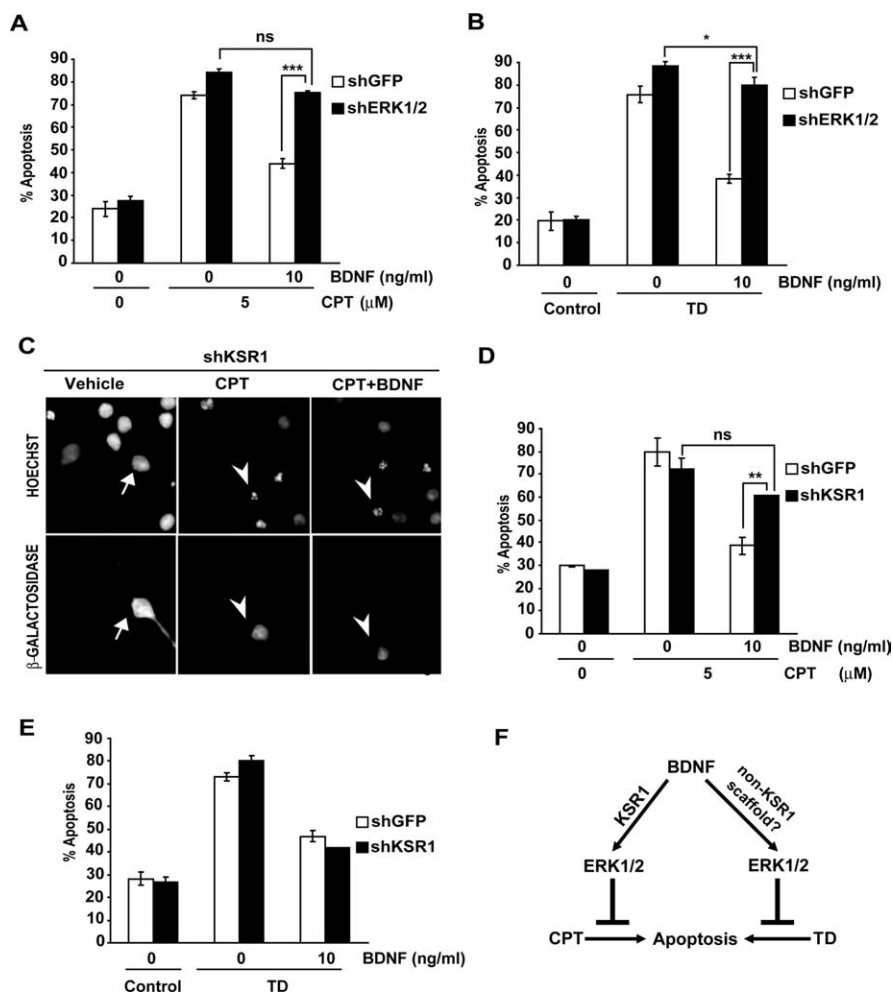 A
% Apoptosis
90
80
70
60
50
40
30
20
10
0
ns
***
shGFP
shERK1/2
0 0 10 BDNF (ng/ml)
0 5 CPT (μM)
B
% Apoptosis
100
90
80
70
60
50
40
30
20
10
0
*
***
shGFP
shERK1/2
0 0 10 BDNF (ng/ml)
Control TD
C
shKSR1
Vehicle CPT CPT+BDNF
HOECHST
β-GALACTOSIDASE
D
% Apoptosis
90
80
70
60
50
40
30
20
10
0
ns
**
shGFP
shKSR1
0 0 10 BDNF (ng/ml)
0 5 CPT (μM)
E
% Apoptosis
90
80
70
60
50
40
30
20
10
0
shGFP
shKSR1
0 0 10 BDNF (ng/ml)
Control TD
F
BDNF
KSR1
non-KSR1
scaffold?
ERK1/2 ERK1/2
CPT Apoptosis TD